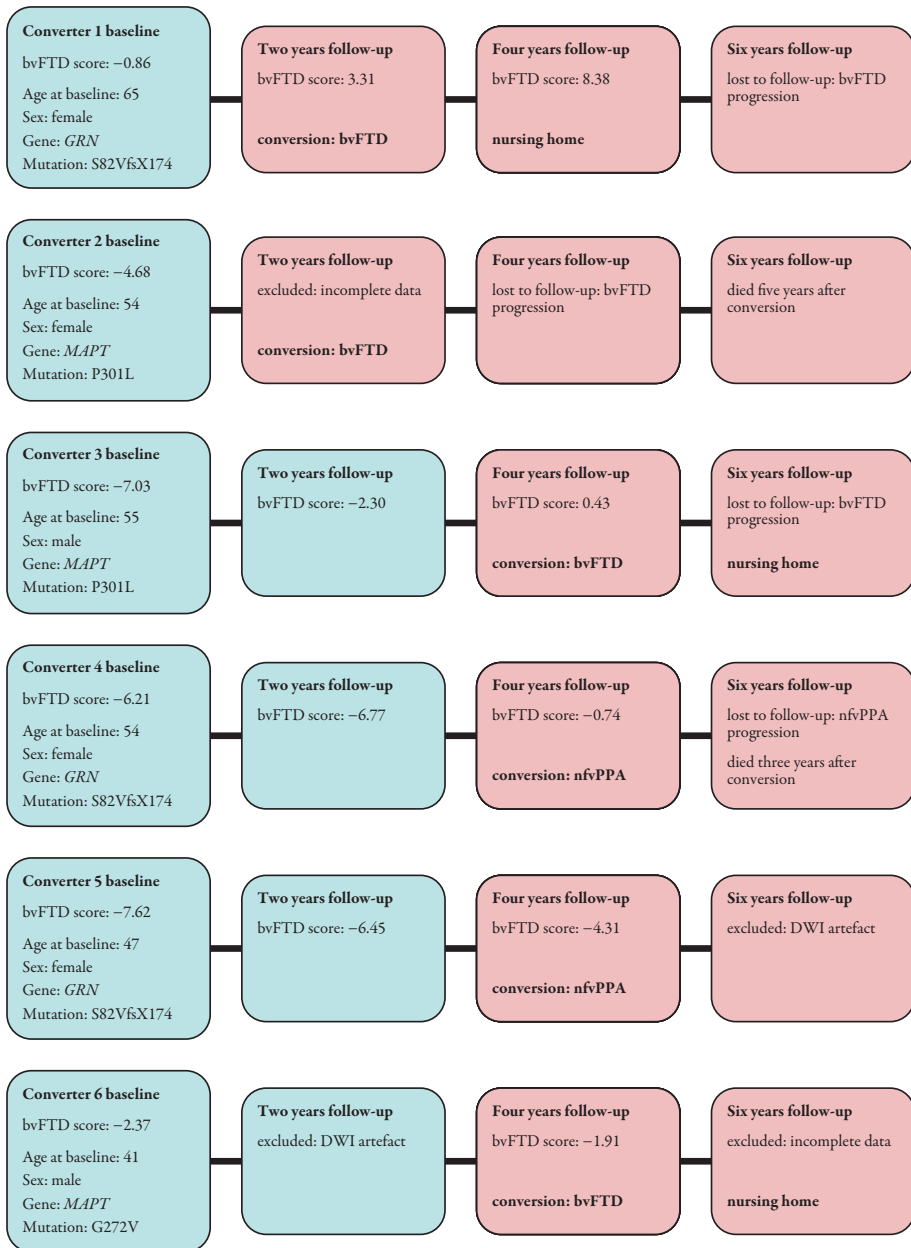 Converter 1 baseline
bvFTD score: −0.86
Age at baseline: 65
Sex: female
Gene: GRN
Mutation: S82VfsX174
Two years follow-up
bvFTD score: 3.31
conversion: bvFTD
Four years follow-up
bvFTD score: 8.38
nursing home
Six years follow-up
lost to follow-up: bvFTD
progression
Converter 2 baseline
bvFTD score: −4.68
Age at baseline: 54
Sex: female
Gene: MAPT
Mutation: P301L
Two years follow-up
excluded: incomplete data
conversion: bvFTD
Four years follow-up
lost to follow-up: bvFTD
progression
Six years follow-up
died five years after
conversion
Converter 3 baseline
bvFTD score: −7.03
Age at baseline: 55
Sex: male
Gene: MAPT
Mutation: P301L
Two years follow-up
bvFTD score: −2.30
Four years follow-up
bvFTD score: 0.43
conversion: bvFTD
Six years follow-up
lost to follow-up: bvFTD
progression
nursing home
Converter 4 baseline
bvFTD score: −6.21
Age at baseline: 54
Sex: female
Gene: GRN
Mutation: S82VfsX174
Two years follow-up
bvFTD score: −6.77
Four years follow-up
bvFTD score: −0.74
conversion: nfvPPA
Six years follow-up
lost to follow-up: nfvPPA
progression
died three years after
conversion
Converter 5 baseline
bvFTD score: −7.62
Age at baseline: 47
Sex: female
Gene: GRN
Mutation: S82VfsX174
Two years follow-up
bvFTD score: −6.45
Four years follow-up
bvFTD score: −4.31
conversion: nfvPPA
Six years follow-up
excluded: DWI artefact
Converter 6 baseline
bvFTD score: −2.37
Age at baseline: 41
Sex: male
Gene: MAPT
Mutation: G272V
Two years follow-up
excluded: DWI artefact
Four years follow-up
bvFTD score: −1.91
conversion: bvFTD
Six years follow-up
excluded: incomplete data
nursing home